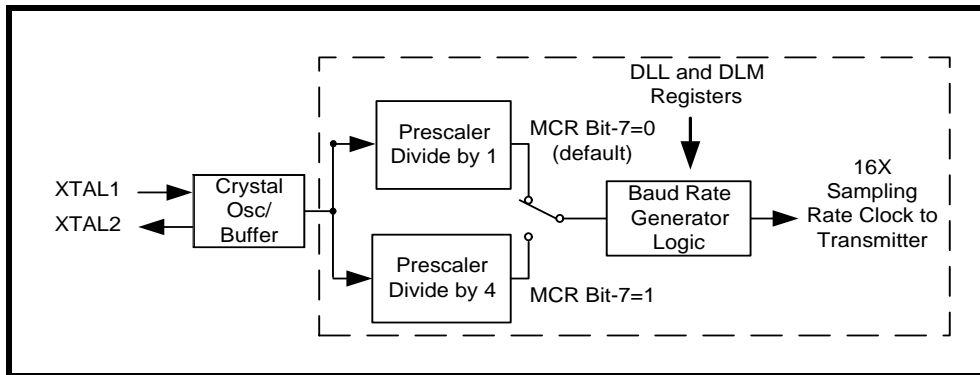 DLL and DLM
Registers
Prescaler
Divide by 1
MCR Bit-7=0
(default)
XTAL1
XTAL2
Crystal
Osc/
Buffer
Baud Rate
Generator
Logic
16X
Sampling
Rate Clock to
Transmitter
Prescaler
Divide by 4
MCR Bit-7=1